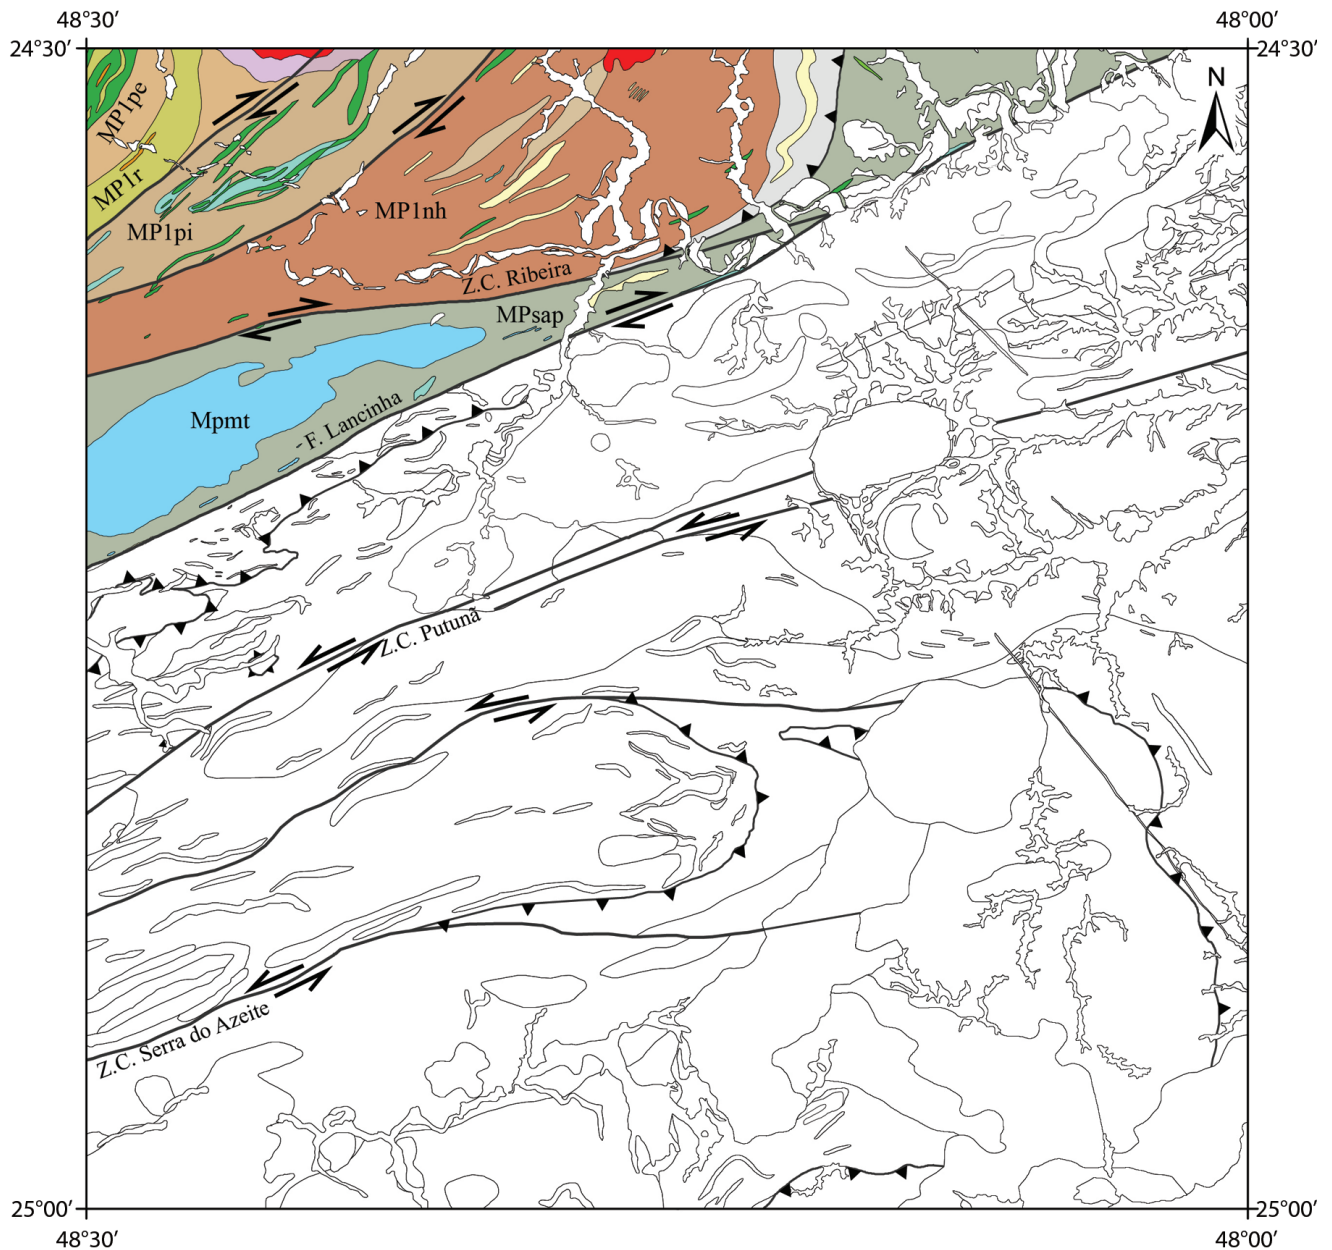 48°30′
48°00′
24°30′
24°30′
N
MP1pe
MP1r
MP1pi
MP1nh
Z.C. Ribeira
MPsap
Mpmt
F. Lancinha
Z.C. Putunã
Z.C. Serra do Azeite
25°00′
25°00′
48°30′
48°00′